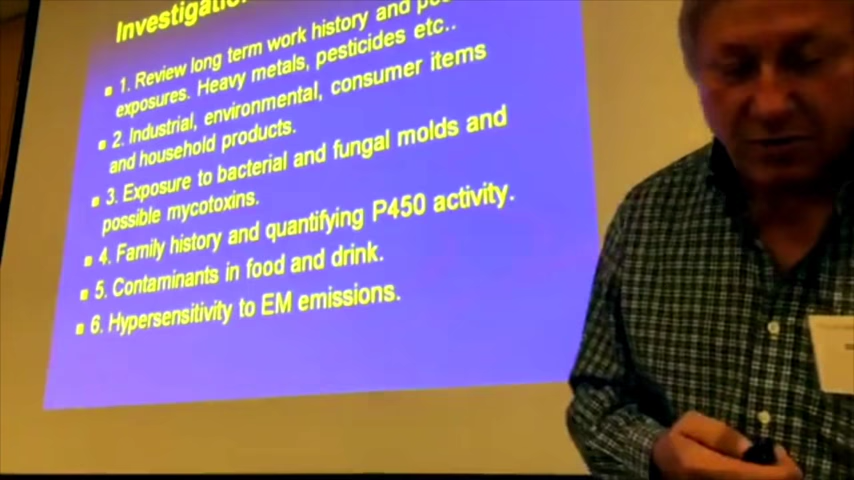 Investigation
1. Review long term work history and
exposures. Heavy metals, pesticides etc..
2. Industrial, environmental, consumer items
and household products.
3. Exposure to bacterial and fungal molds and
possible mycotoxins.
4. Family history and quantifying P450 activity.
5. Contaminants in food and drink.
6. Hypersensitivity to EM emissions.